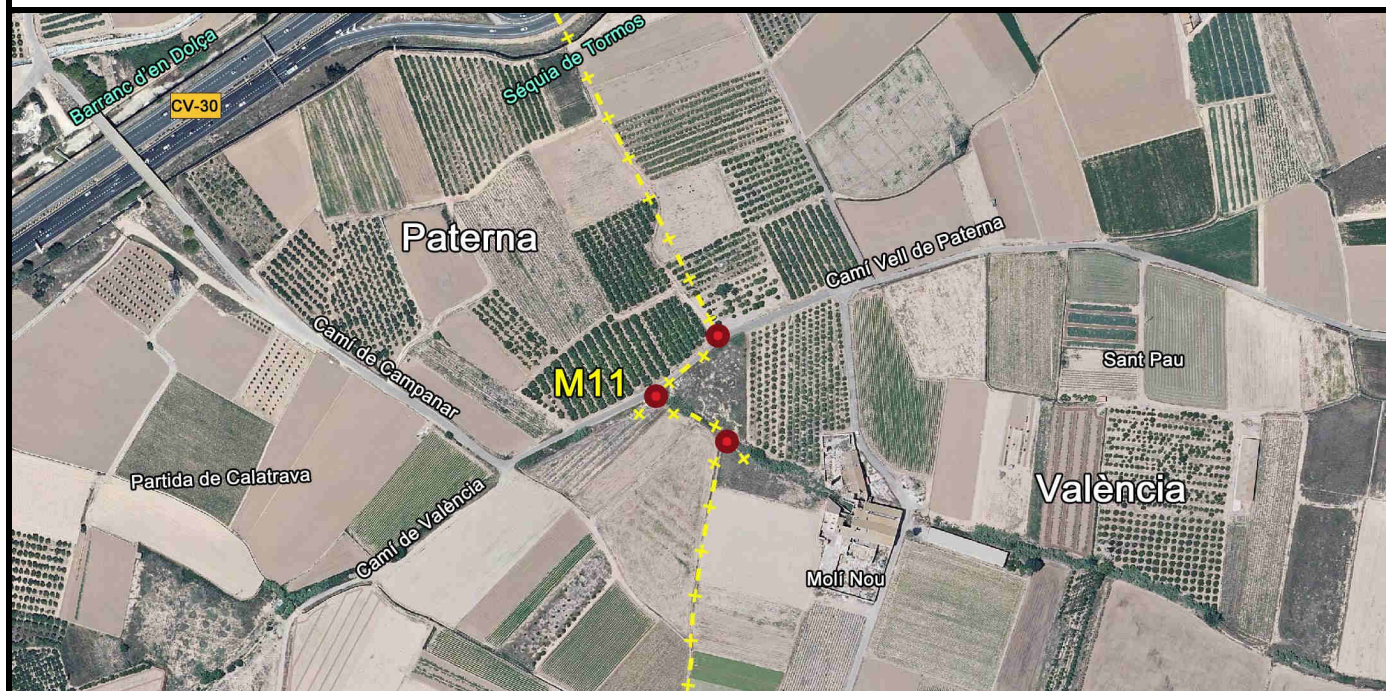 Barranc d'en Dolça
CV-30
Séquia de Tormos
Paterna
Camí Vell de Paterna
Camí de Campanar
M11
Sant Pau
Partida de Calatrava
Camí de València
València
Molí Nou